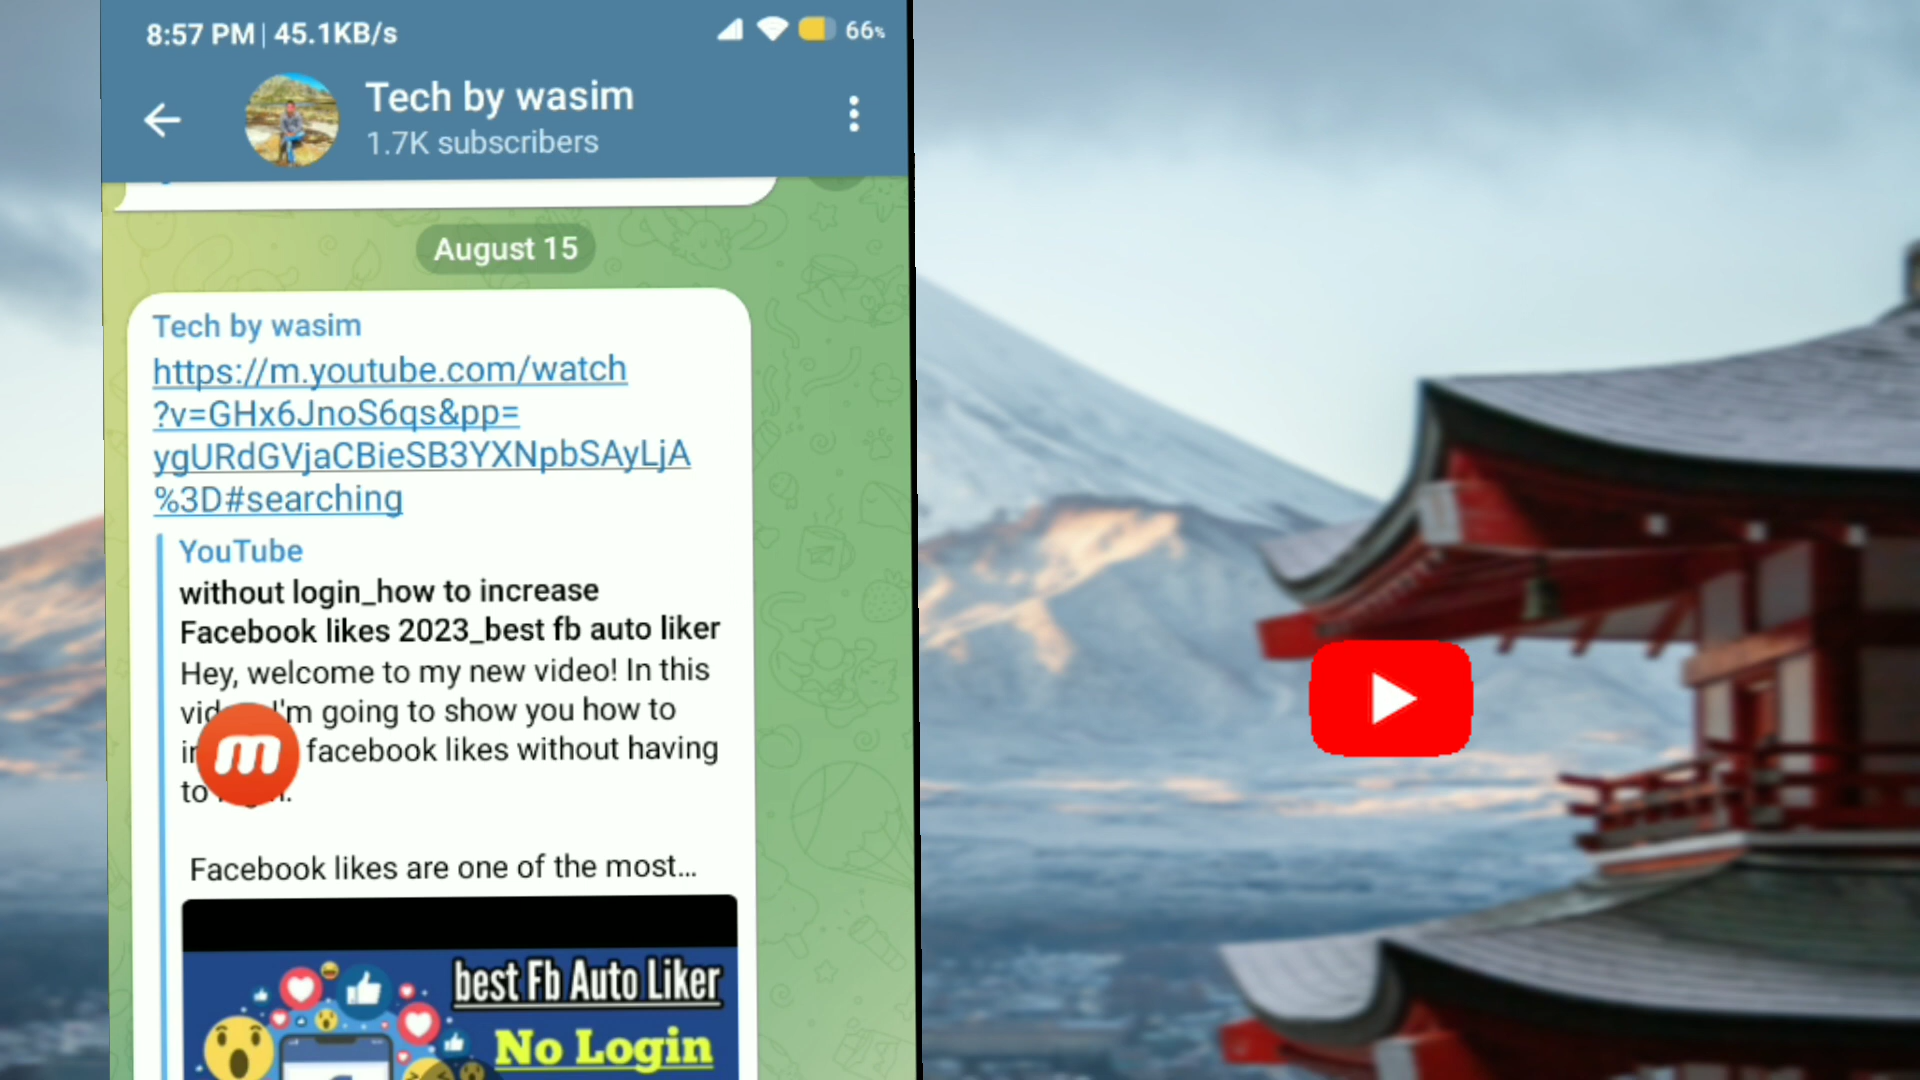 8:57 PM | 45.1KB/s
66%
Tech by wasim
1.7K subscribers
August 15
Tech by wasim
https://m.youtube.com/watch
?v=GHx6JnoS6qs&pp=
ygURdGVjaCBieSB3YXNpbSAyLjA
%3D#searching
YouTube
without login_how to increase
Facebook likes 2023_best fb auto liker
Hey, welcome to my new video! In this
I'm going to show you how to
facebook likes without having
to
Facebook likes are one of the most...
best Fb Auto Liker
No Login